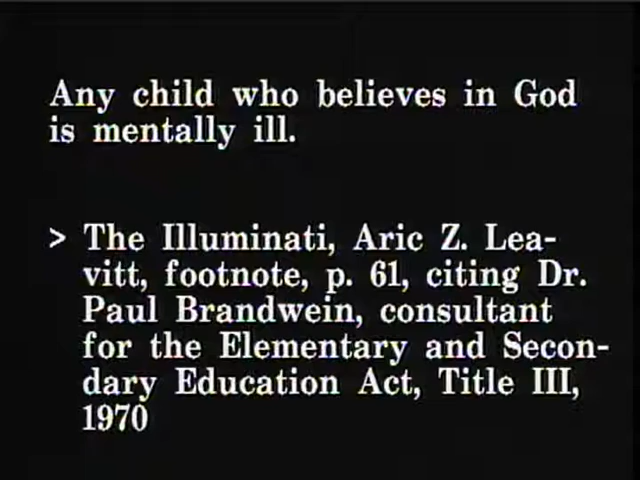 Any child who believes in God
is mentally ill.
> The Illuminati, Aric Z. Lea-
vitt, footnote, p. 61, citing Dr.
Paul Brandwein, consultant
for the Elementary and Secon-
dary Education Act, Title III,
1970